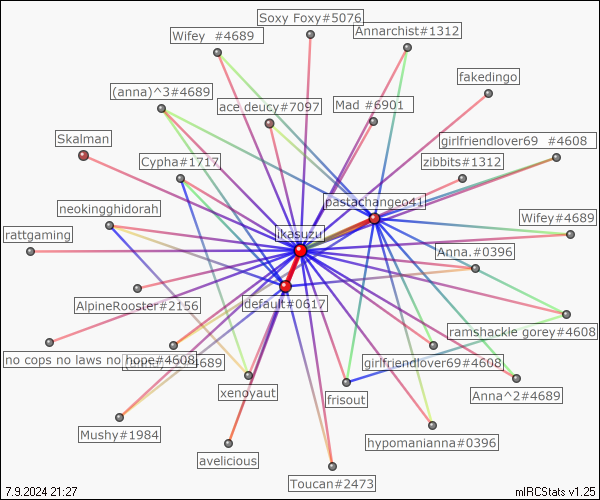 Soxy Foxy#5076
Wifey #4689
Annarchist#1312
fakedingo
(anna)^3#4689
ace deucy#7097
Mad #6901
Skalman
girlfriendlover69 #4608
Cypha#1717
zibbits#1312
pastachangeo41
neokingghidorah
Wifey#4689
ikasuzu
rattgaming
Anna.#0396
default#0617
AlpineRooster#2156
ramshackle gorey#4608
no cops no laws no hope#4608
girlfriendlover69#4608
xenoyaut
frisout
Anna^2#4689
Mushy#1984
hypomanianna#0396
avelicious
Toucan#2473
7.9.2024 21:27
mIRCStats v1.25